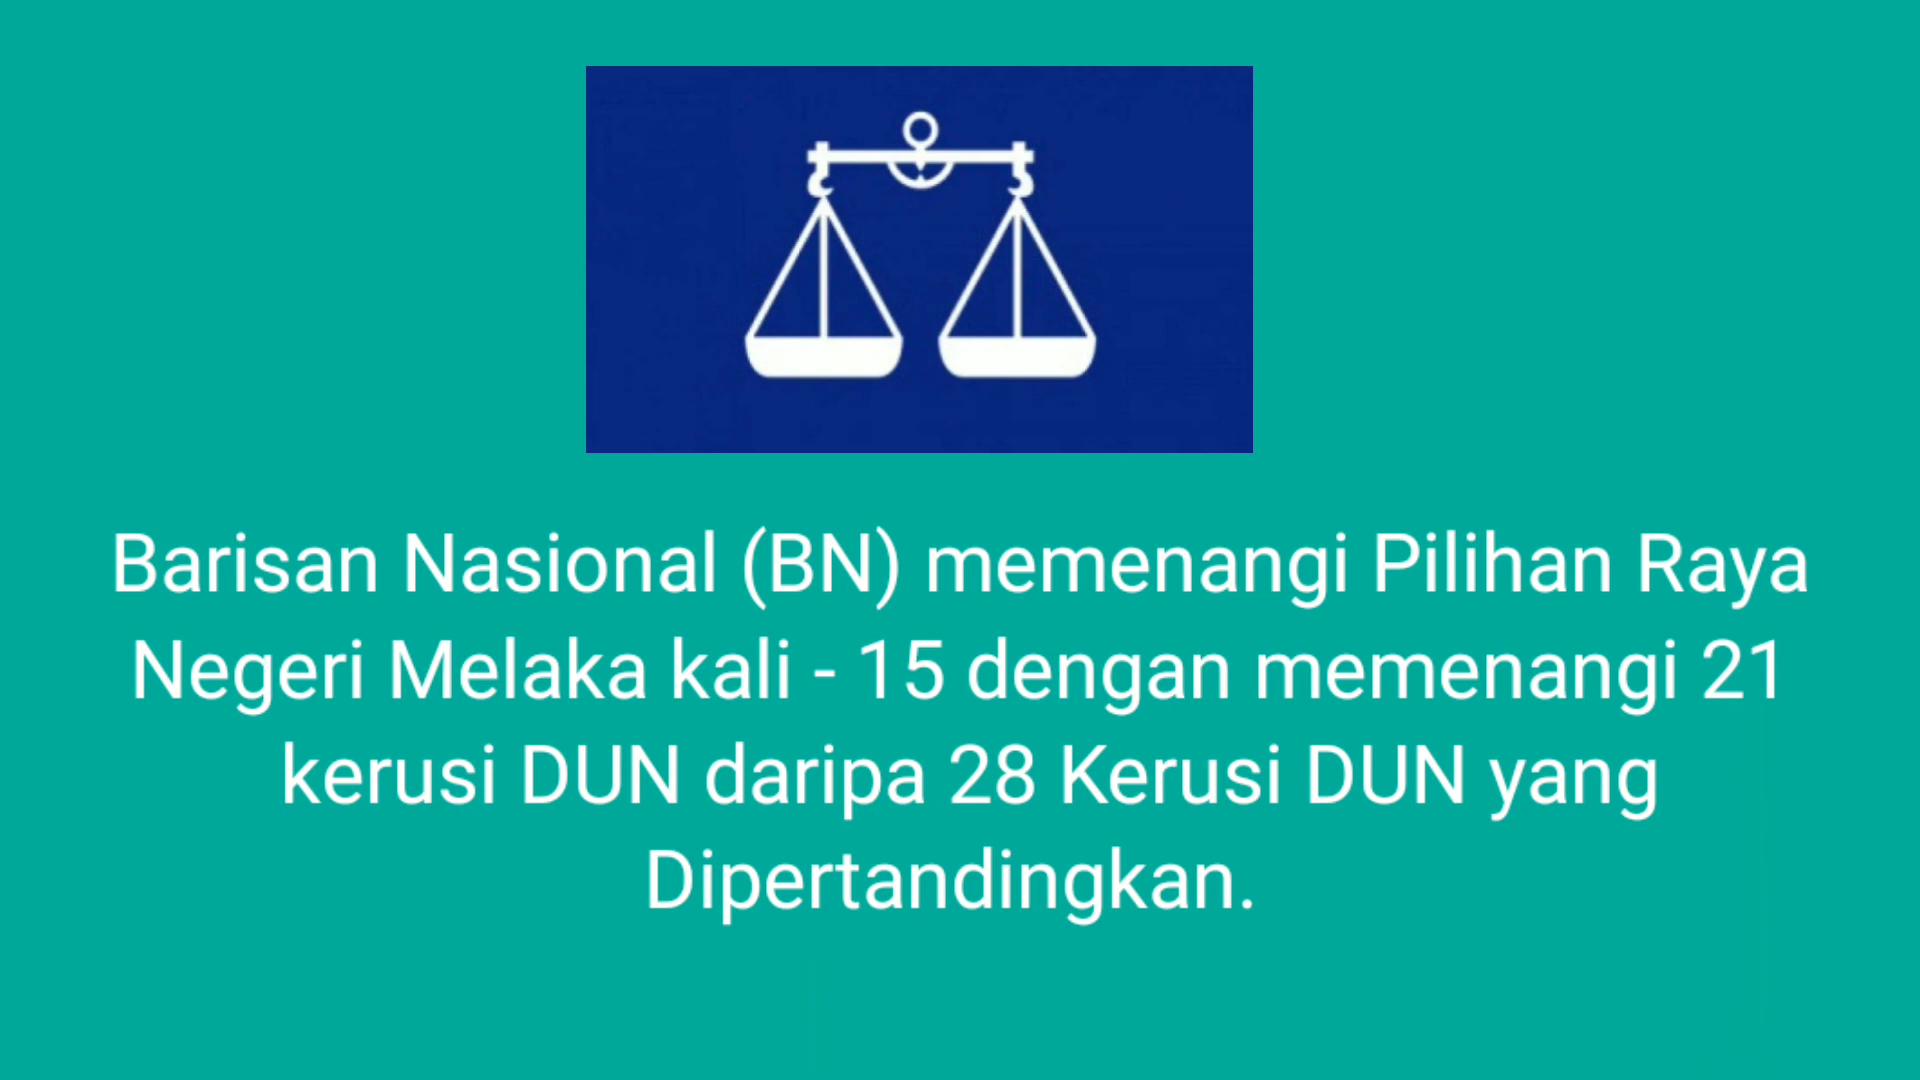 Barisan Nasional (BN) memenangi Pilihan Raya
Negeri Melaka kali - 15 dengan memenangi 21
kerusi DUN daripa 28 Kerusi DUN yang
Dipertandingkan.